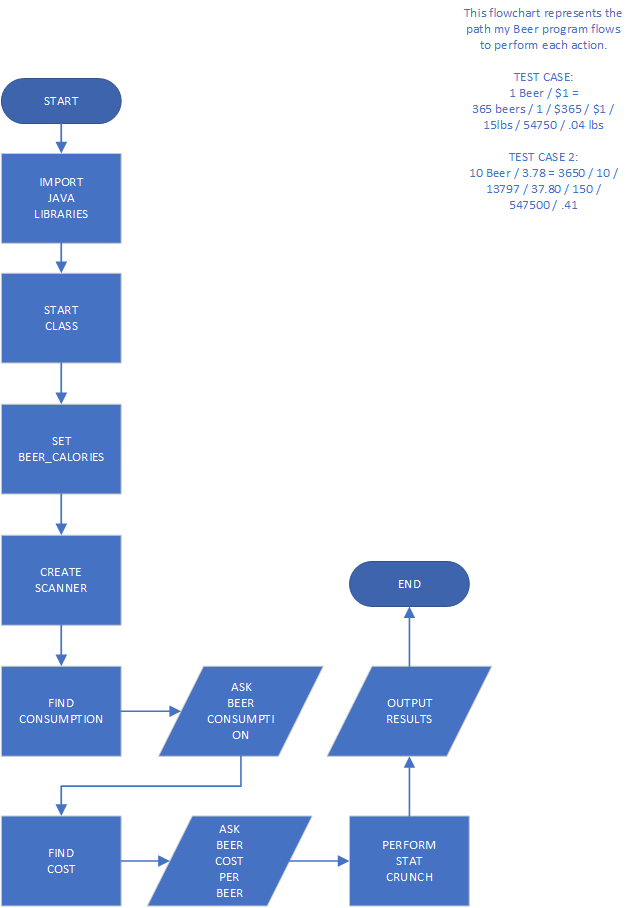 This flowchart represents the
path my Beer program flows
to perform each action.
TEST CASE:
1 Beer / $1 =
365 beers / 1 / $365 / $1 /
15lbs / 54750 / .04 lbs
TEST CASE 2:
10 Beer / 3.78 = 3650 / 10 /
13797 / 37.80 / 150 /
547500 / .41
START
IMPORT
JAVA
LIBRARIES
START
CLASS
SET
BEER_CALORIES
CREATE
SCANNER
FIND
CONSUMPTION
ASK
BEER
CONSUMPTI
ON
FIND
COST
ASK
BEER
COST
PER
BEER
PERFORM
STAT
CRUNCH
OUTPUT
RESULTS
END